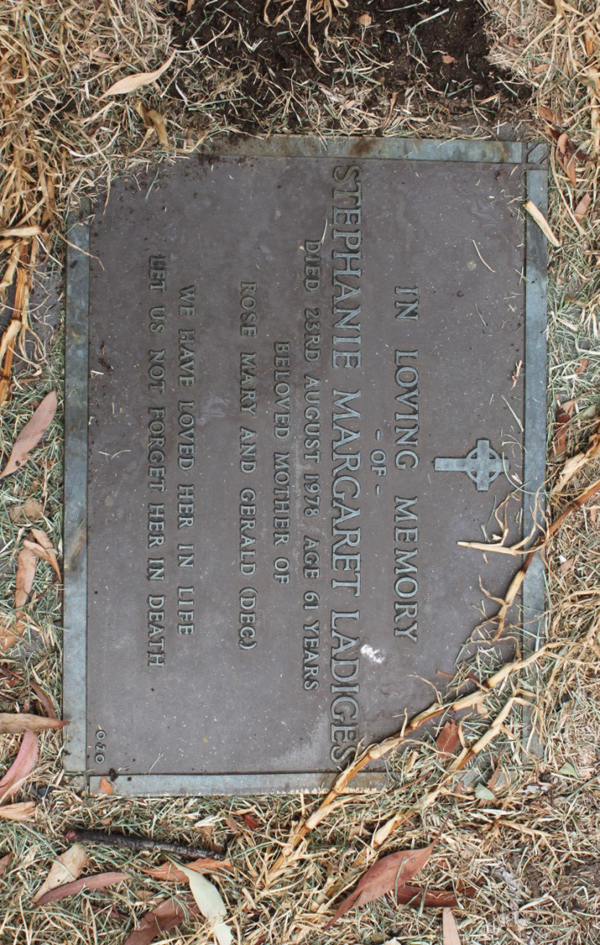 IN LOVING MEMORY
- OF -
STEPHANIE MARGARET LADIGES
DIED 23RD AUGUST 1978 AGE 61 YEARS
BELOVED MOTHER OF
ROSE MARY AND GERALD (DEC.)
WE HAVE LOVED HER IN LIFE
LET US NOT FORGET HER IN DEATH